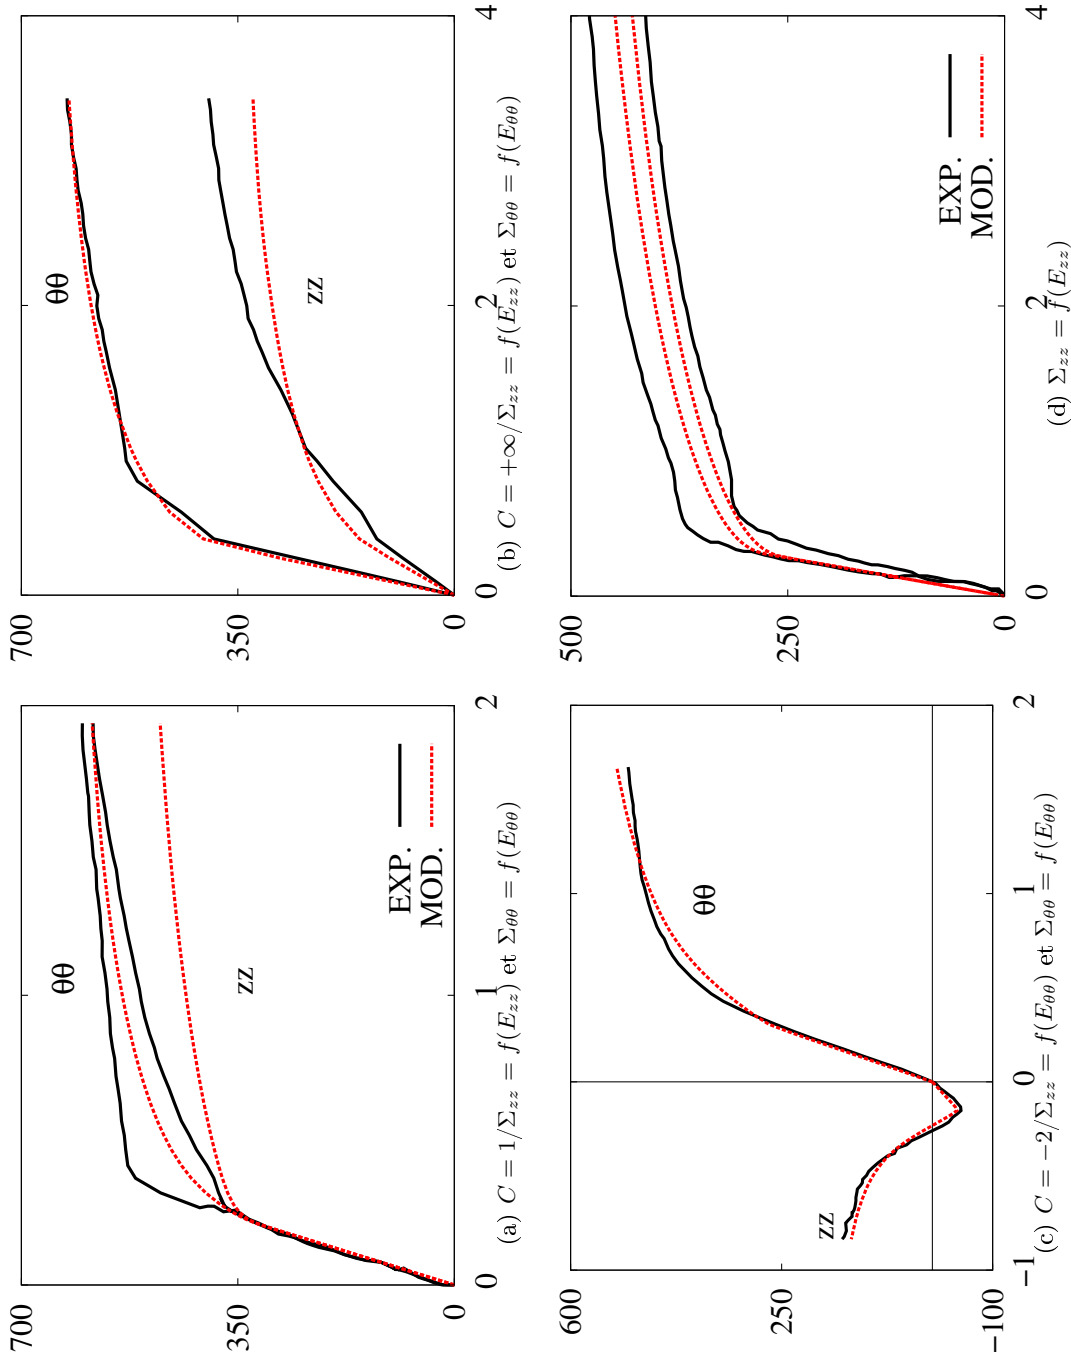 700
350
0
0
1
2
θθ
zz
EXP.
MOD.
(a) C = 1/Σzz = f(Ezz) et Σθθ = f(Eθθ)
700
350
0
0
2
4
θθ
zz
(b) C = +∞/Σzz = f(Ezz) et Σθθ = f(Eθθ)
600
250
−100
−1
0
1
2
θθ
zz
(c) C = −2/Σzz = f(Eθθ) et Σθθ = f(Eθθ)
500
250
0
0
2
4
EXP.
MOD.
(d) Σzz = f(Ezz)